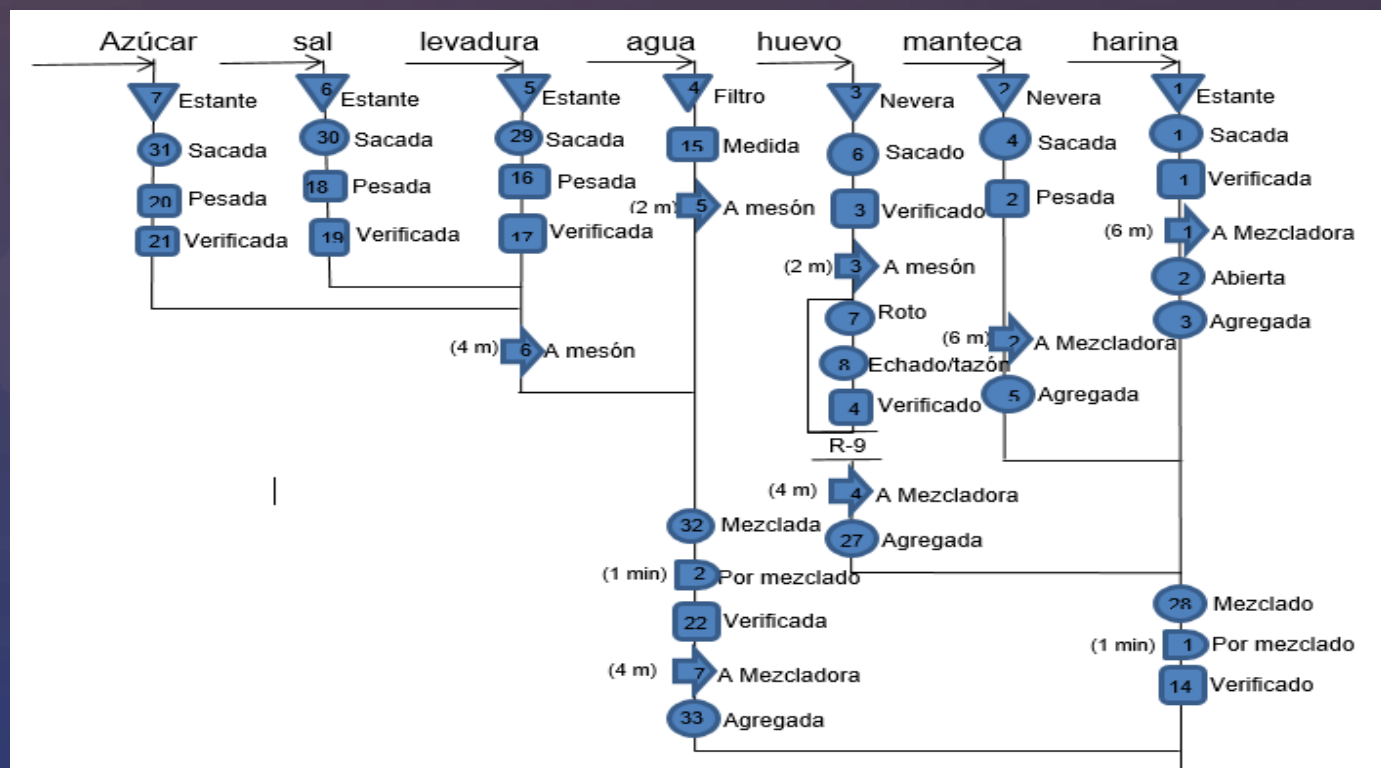 Azúcar sal levadura agua huevo manteca harina
7 Estante 6 Estante 5 Estante 4 Filtro 3 Nevera 2 Nevera 1 Estante
31 Sacada 30 Sacada 29 Sacada 15 Medida 6 Sacado 4 Sacada 1 Sacada
20 Pesada 18 Pesada 16 Pesada (2 m) 5 A mesón 3 Verificado 2 Pesada 1 Verificada
21 Verificada 19 Verificada 17 Verificada (2 m) 3 A mesón (6 m) 1 A Mezcladora
2 Abierta
7 Roto 3 Agregada
(4 m) 6 A mesón 8 Echado/tazón (6 m) 2 A Mezcladora
4 Verificado 5 Agregada
R-9
(4 m) 4 A Mezcladora
32 Mezclada 27 Agregada
(1 min) 2 Por mezclado 28 Mezclado
22 Verificada (1 min) 1 Por mezclado
(4 m) 7 A Mezcladora 14 Verificado
33 Agregada